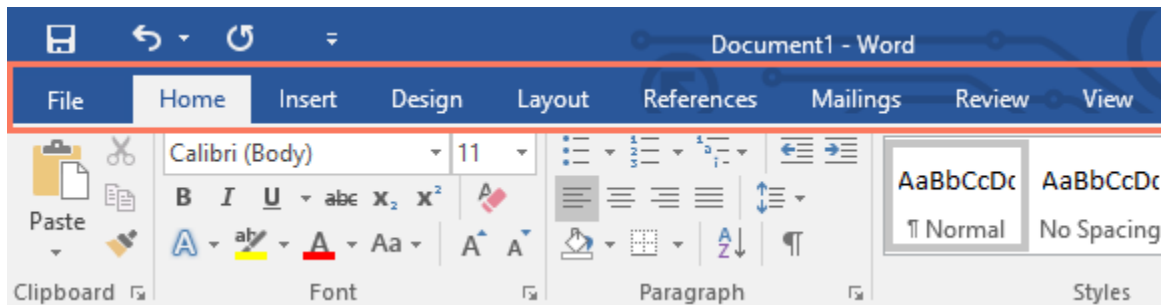 Document1 - Word
File Home Insert Design Layout References Mailings Review View
Calibri (Body) 11
AaBbCcDc AaBbCcDc
B I U abc X₂ X² 
Paste
¶ Normal No Spacing
A aby A Aa A A A Z ¶
Clipboard Font Paragraph Styles